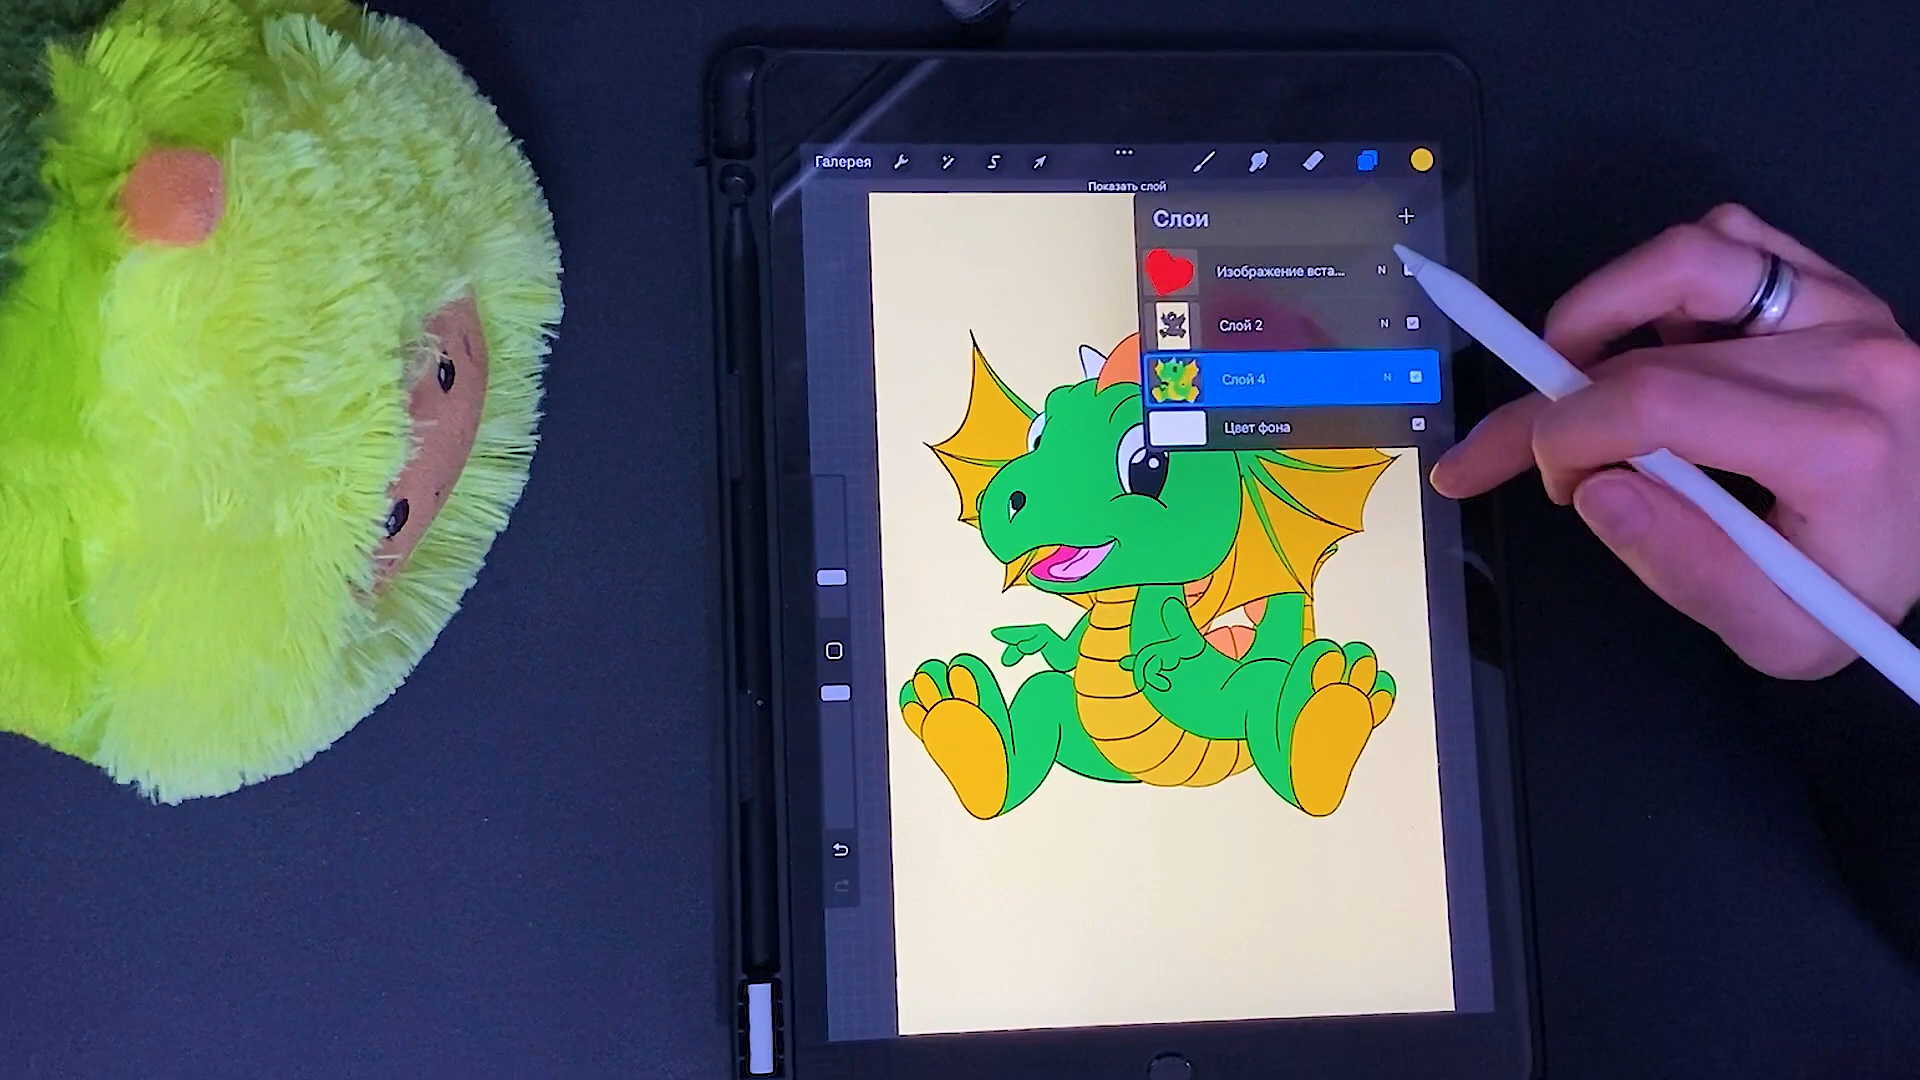 Галерея
Показать слой
Слои
Изображение вста... N
Слой 2 N
Слой 4 N
Цвет фона